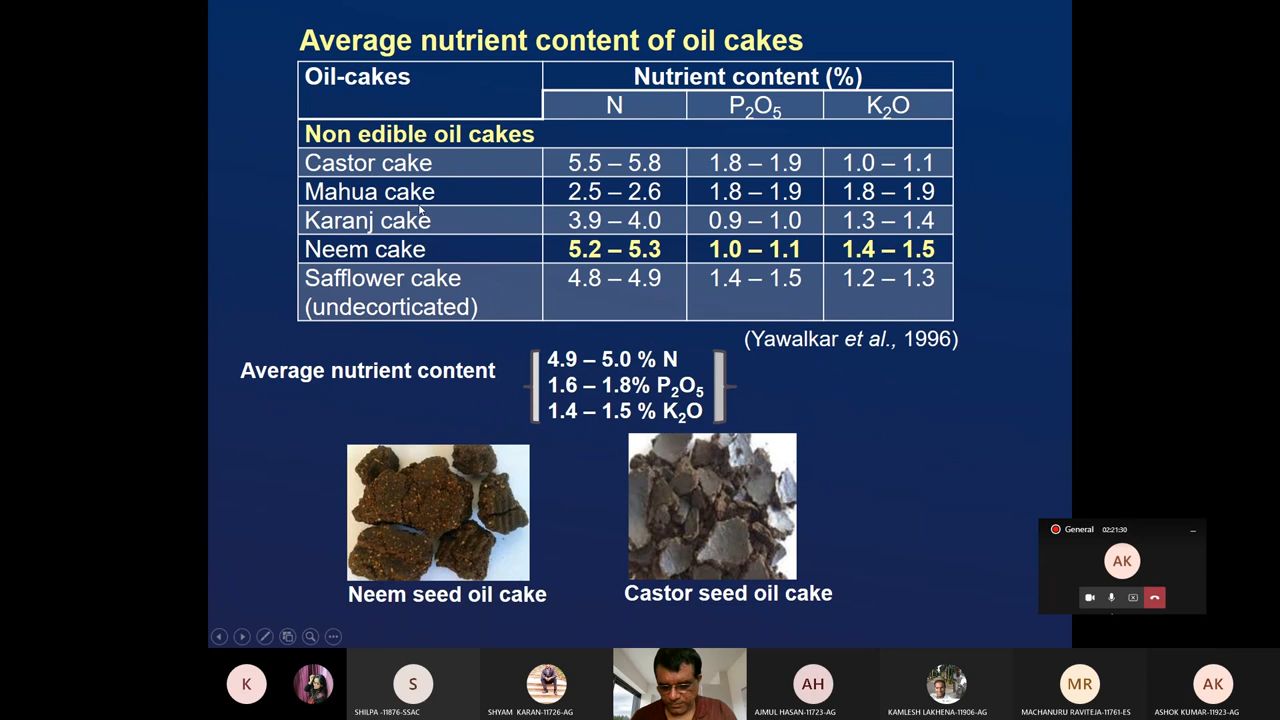 Average nutrient content of oil cakes
Oil-cakes Nutrient content (%)
N P₂O₅ K₂O
Non edible oil cakes
Castor cake 5.5 – 5.8 1.8 – 1.9 1.0 – 1.1
Mahua cake 2.5 – 2.6 1.8 – 1.9 1.8 – 1.9
Karanj cake 3.9 – 4.0 0.9 – 1.0 1.3 – 1.4
Neem cake 5.2 – 5.3 1.0 – 1.1 1.4 – 1.5
Safflower cake 4.8 – 4.9 1.4 – 1.5 1.2 – 1.3
(undecorticated)
(Yawalkar et al., 1996)
Average nutrient content
4.9 – 5.0 % N
1.6 – 1.8% P₂O₅
1.4 – 1.5 % K₂O
Neem seed oil cake Castor seed oil cake
General 02:21:30
AK
K S AH MR AK
SHILPA -11876-SSAC SHYAM KARAN-11726-AG AJMUL HASAN-11723-AG KAMLESH LAKHENA-11906-AG MACHANURU RAVITEJA-11761-ES ASHOK KUMAR-11923-AG